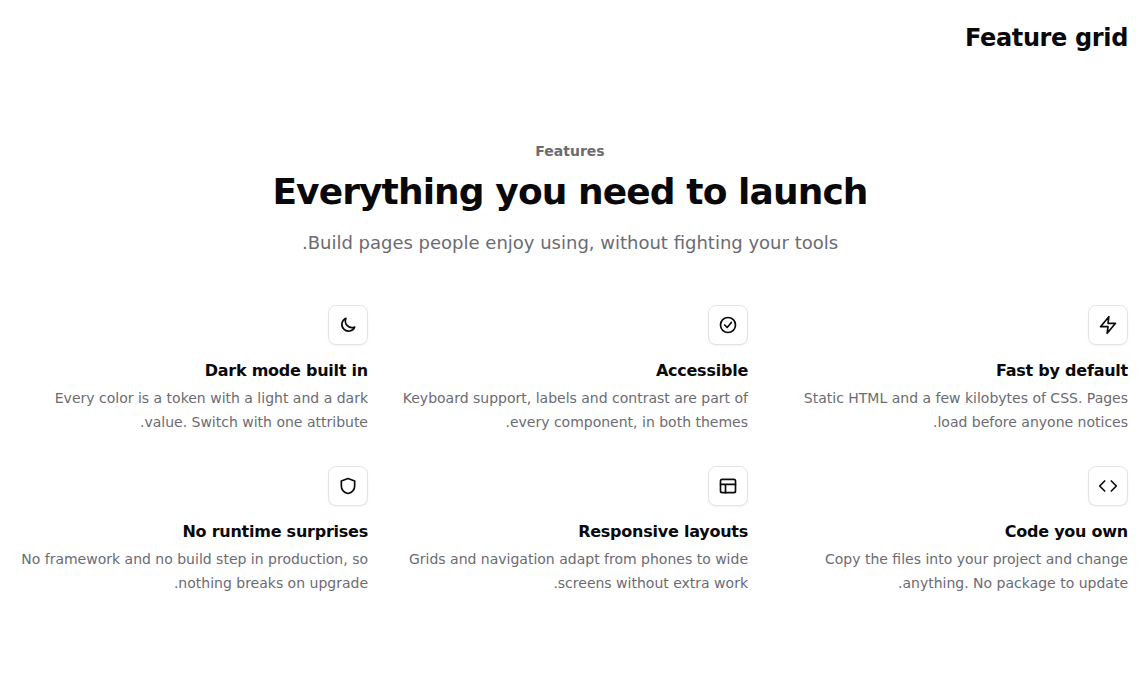 Feature grid
Features
Everything you need to launch
.Build pages people enjoy using, without fighting your tools
Fast by default
Static HTML and a few kilobytes of CSS. Pages
.load before anyone notices
Accessible
Keyboard support, labels and contrast are part of
.every component, in both themes
Dark mode built in
Every color is a token with a light and a dark
.value. Switch with one attribute
Code you own
Copy the files into your project and change
.anything. No package to update
Responsive layouts
Grids and navigation adapt from phones to wide
.screens without extra work
No runtime surprises
No framework and no build step in production, so
.nothing breaks on upgrade